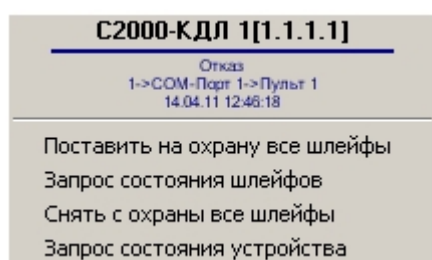 С2000-КДЛ 1[1.1.1.1]
Отказ
1->COM-Порт 1->Пульт 1
14.04.11 12:46:18
Поставить на охрану все шлейфы
Запрос состояния шлейфов
Снять с охраны все шлейфы
Запрос состояния устройства